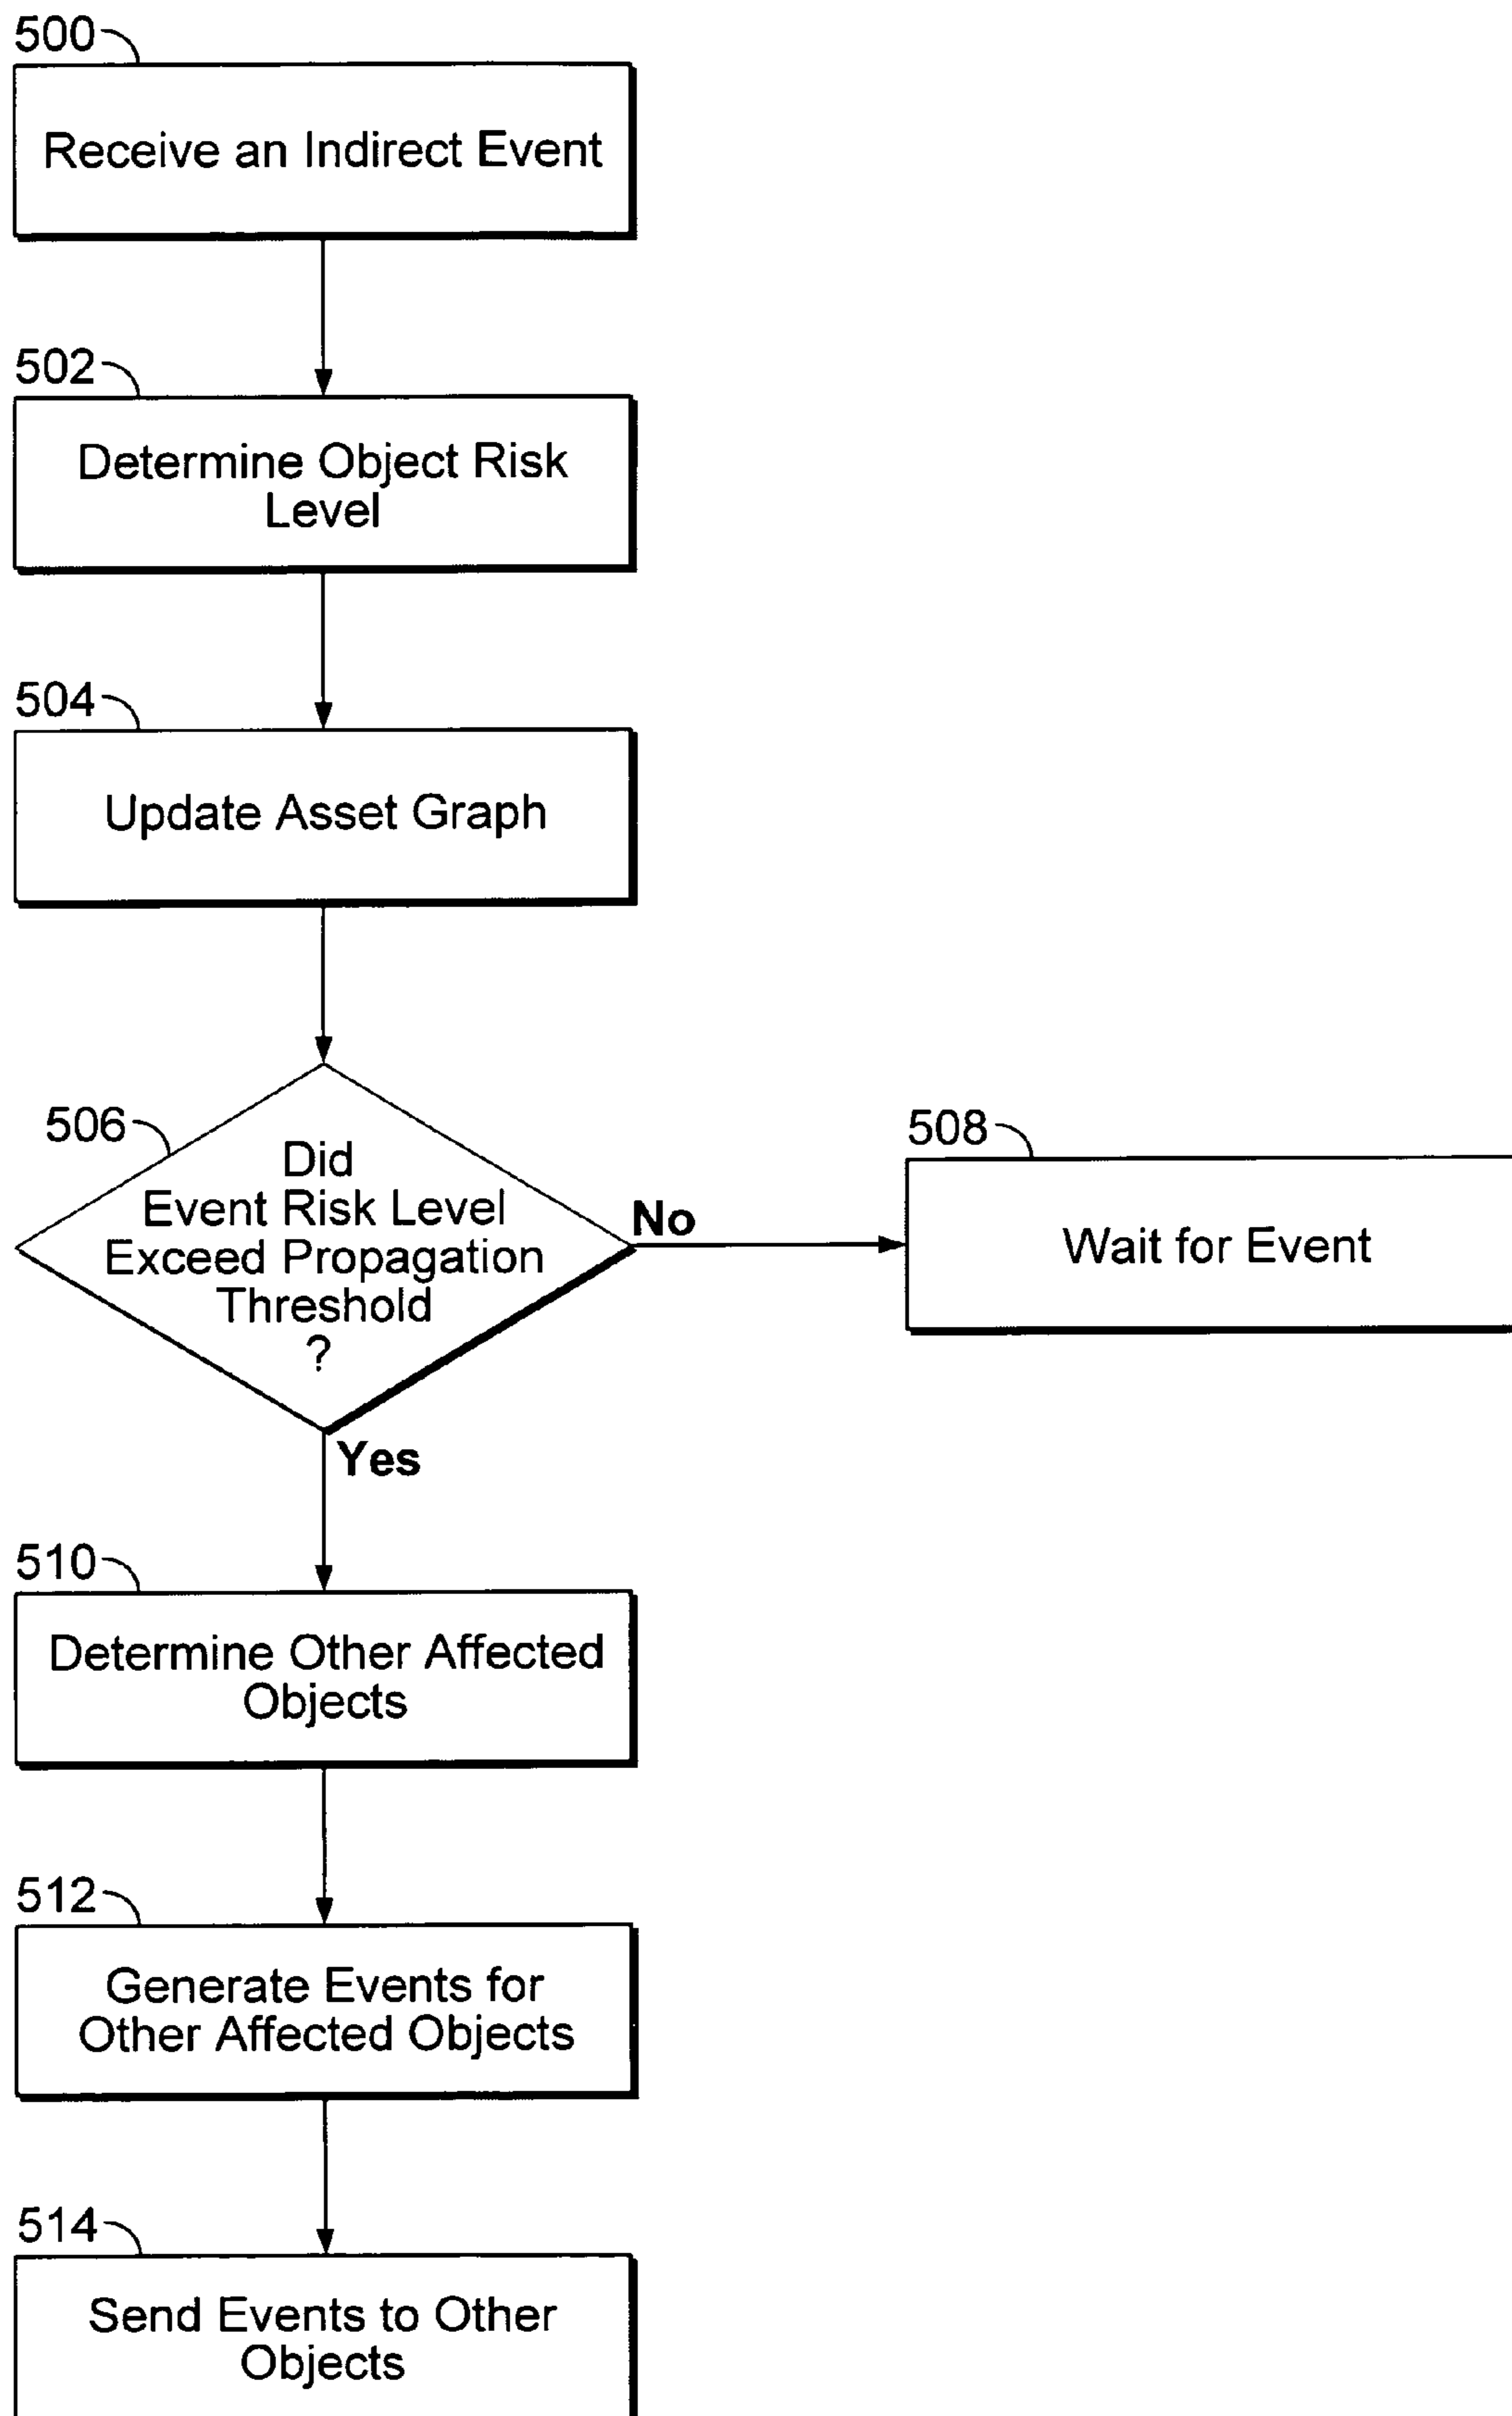 500
Receive an Indirect Event
502
Determine Object Risk
Level
504
Update Asset Graph
506
Did
Event Risk Level
Exceed Propagation
Threshold
?
No
508
Wait for Event
Yes
510
Determine Other Affected
Objects
512
Generate Events for
Other Affected Objects
514
Send Events to Other
Objects